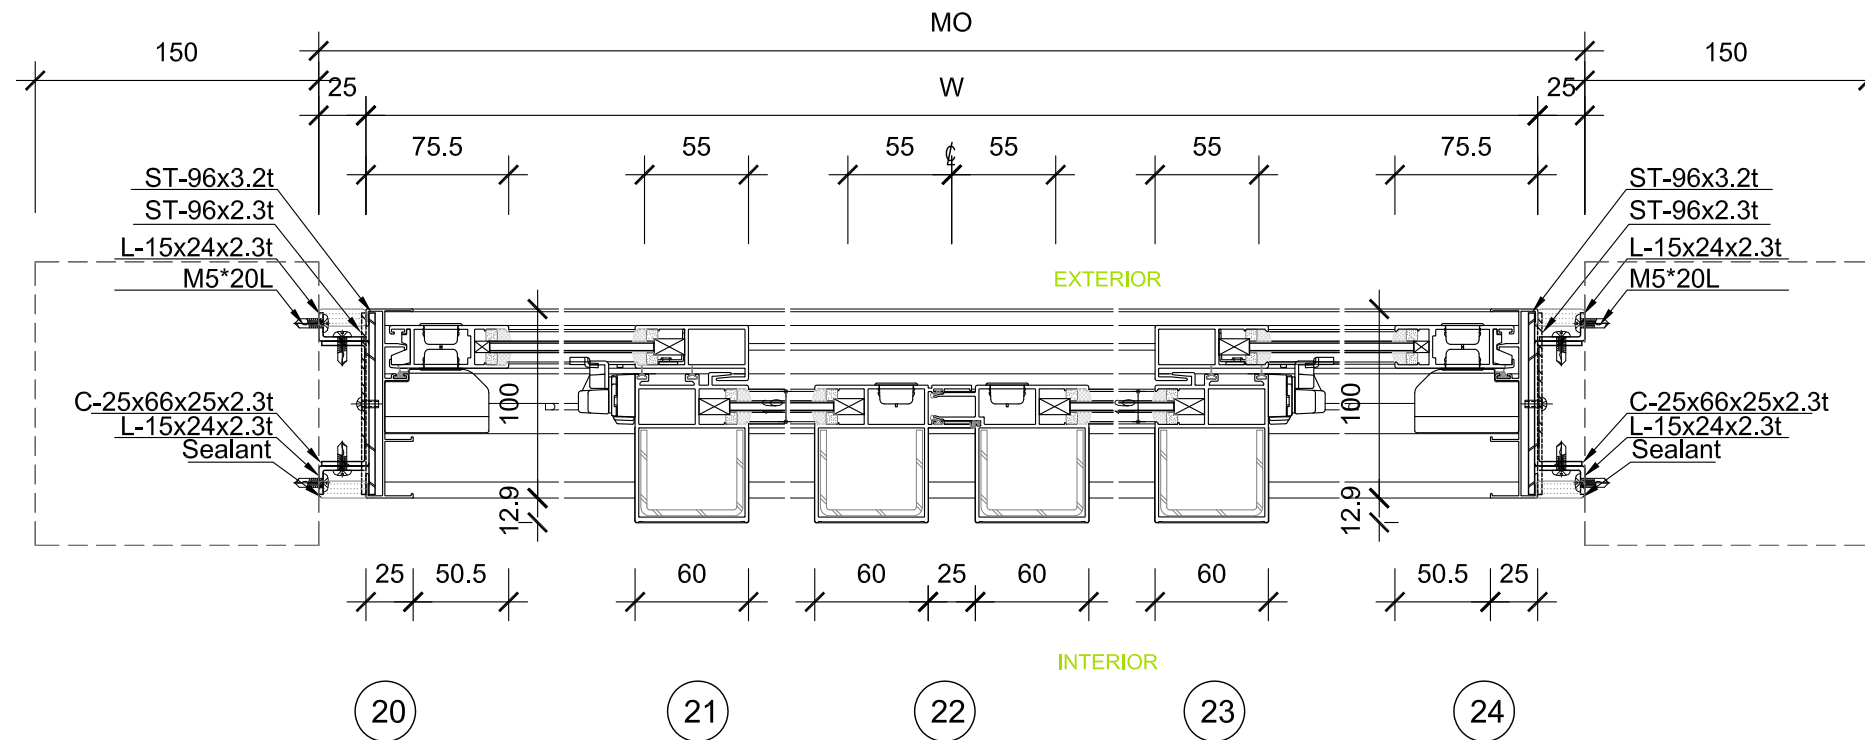 MO
150
150
25
W
25
75.5
55
55
℄
55
55
75.5
ST-96x3.2t
ST-96x2.3t
L-15x24x2.3t
M5*20L
ST-96x3.2t
ST-96x2.3t
L-15x24x2.3t
M5*20L
EXTERIOR
C-25x66x25x2.3t
L-15x24x2.3t
Sealant
100
12.9
100
12.9
C-25x66x25x2.3t
L-15x24x2.3t
Sealant
25
50.5
60
60
25
60
60
50.5
25
INTERIOR
20
21
22
23
24